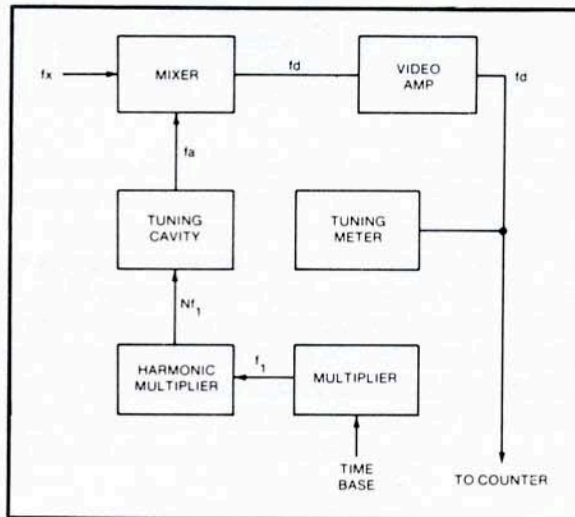 fx
MIXER
fd
VIDEO
AMP
fd
fa
TUNING
CAVITY
TUNING
METER
Nf₁
HARMONIC
MULTIPLIER
f₁
MULTIPLIER
TIME
BASE
TO COUNTER